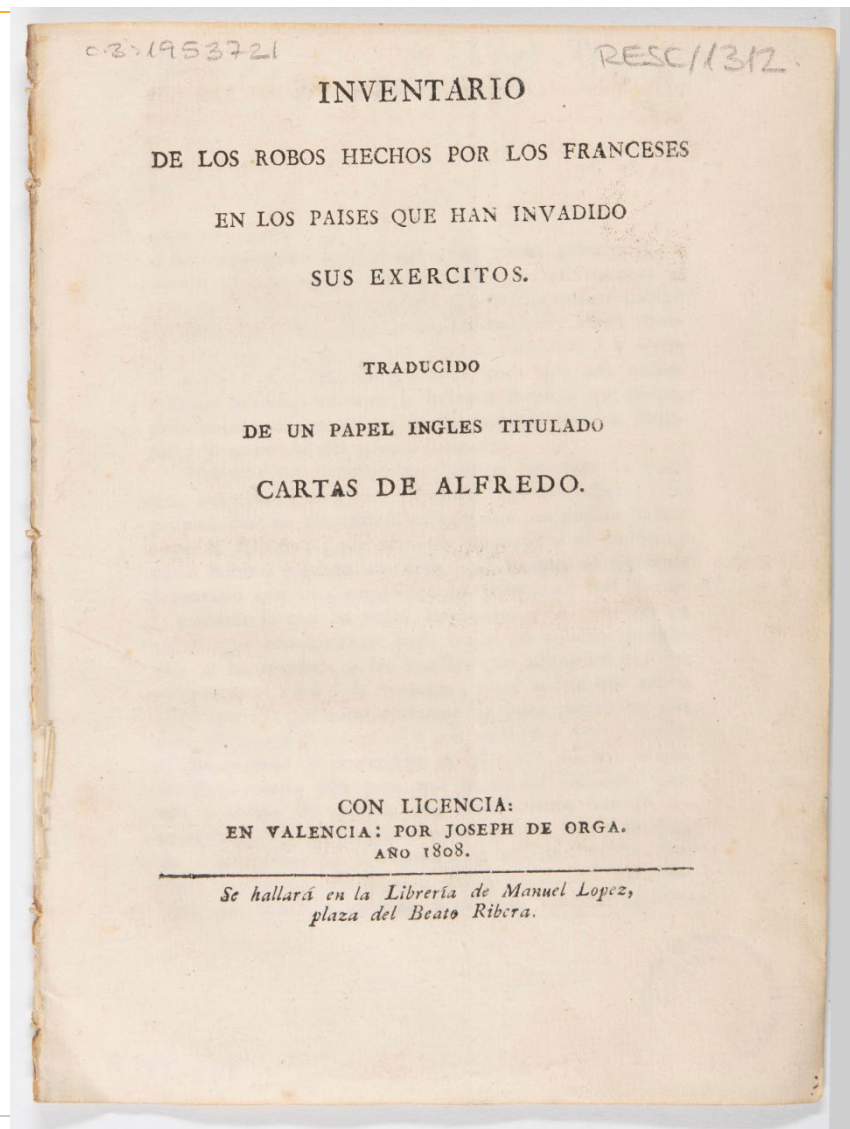 c.B: 1953721
RESC/1312.
INVENTARIO
DE LOS ROBOS HECHOS POR LOS FRANCESES
EN LOS PAISES QUE HAN INVADIDO
SUS EXERCITOS.
TRADUCIDO
DE UN PAPEL INGLES TITULADO
CARTAS DE ALFREDO.
CON LICENCIA:
EN VALENCIA: POR JOSEPH DE ORGA.
AÑO 1808.
Se hallará en la Librería de Manuel Lopez,
plaza del Beato Ribera.